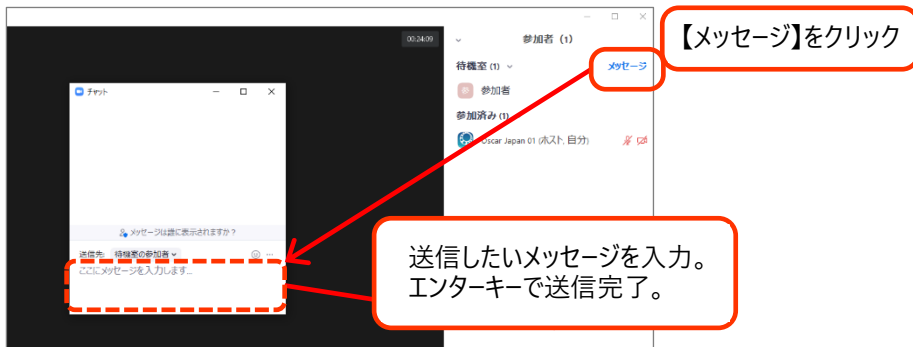 00:24:09
参加者 (1)
【メッセージ】をクリック
待機室 (1)
メッセージ
参加者
参加済み (1)
Oscar Japan 01 (ホスト, 自分)
チャット
メッセージは誰に表示されますか?
送信先: 待機室の参加者
ここにメッセージを入力します...
送信したいメッセージを入力。
エンターキーで送信完了。